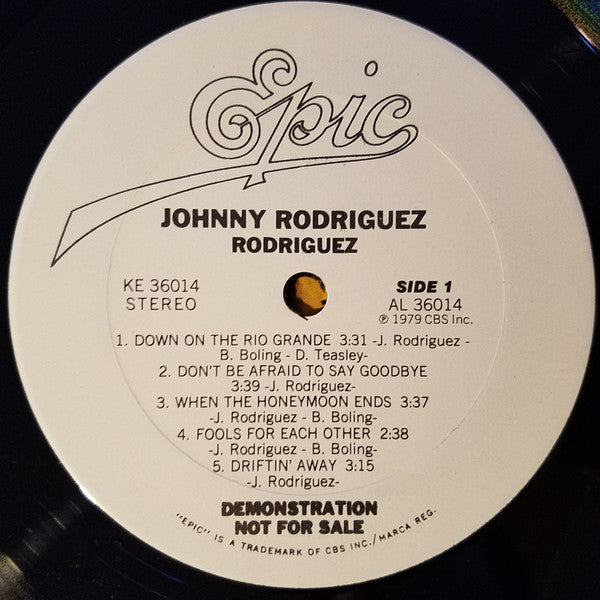 Epic
JOHNNY RODRIGUEZ
RODRIGUEZ
KE 36014
STEREO
SIDE 1
AL 36014
℗ 1979 CBS Inc.
1. DOWN ON THE RIO GRANDE 3:31 -J. Rodriguez -
B. Boling - D. Teasley-
2. DON'T BE AFRAID TO SAY GOODBYE
3:39 -J. Rodriguez-
3. WHEN THE HONEYMOON ENDS 3:37
-J. Rodriguez - B. Boling-
4. FOOLS FOR EACH OTHER 2:38
-J. Rodriguez - B. Boling-
5. DRIFTIN' AWAY 3:15
-J. Rodriguez-
DEMONSTRATION
NOT FOR SALE
"EPIC" IS A TRADEMARK OF CBS INC./MARCA REG.